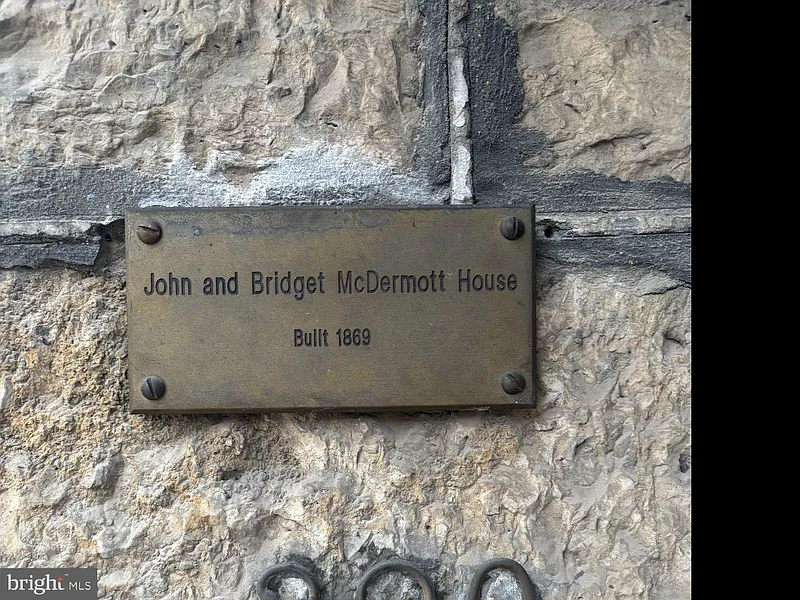 John and Bridget McDermott House
Built 1869
bright MLS